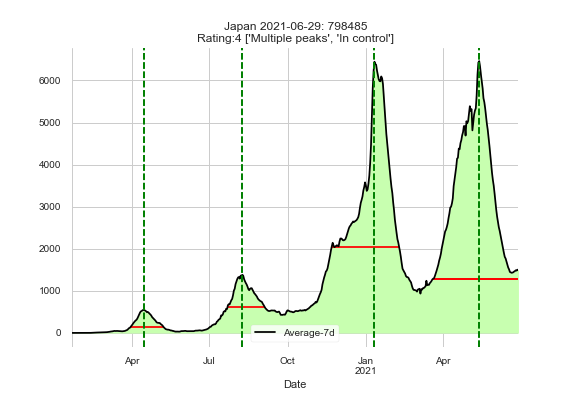 Japan 2021-06-29: 798485
Rating:4 ['Multiple peaks', 'In control']
6000
5000
4000
3000
2000
1000
0
Average-7d
Apr
Jul
Oct
Jan
2021
Apr
Date